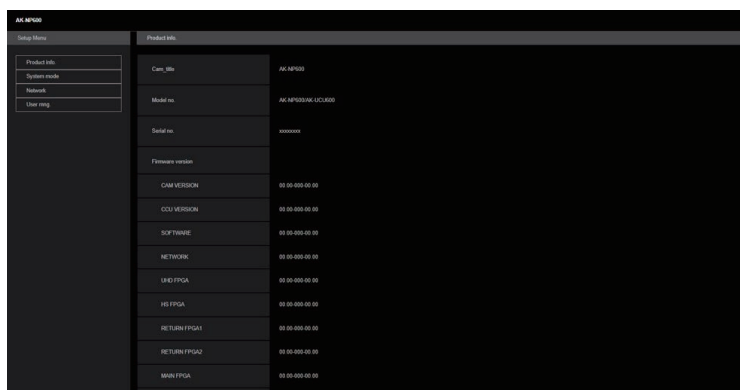 AK-NP600
Setup Menu
Product info.
Product info.
System mode
Network
User mng.
Cam_title AK-NP600
Model no. AK-NP600/AK-UCU600
Serial no. xxxxxxxx
Firmware version
CAM VERSION 00.00-000-00.00
CCU VERSION 00.00-000-00.00
SOFTWARE 00.00-000-00.00
NETWORK 00.00-000-00.00
UHD FPGA 00.00-000-00.00
HS FPGA 00.00-000-00.00
RETURN FPGA1 00.00-000-00.00
RETURN FPGA2 00.00-000-00.00
MAIN FPGA 00.00-000-00.00